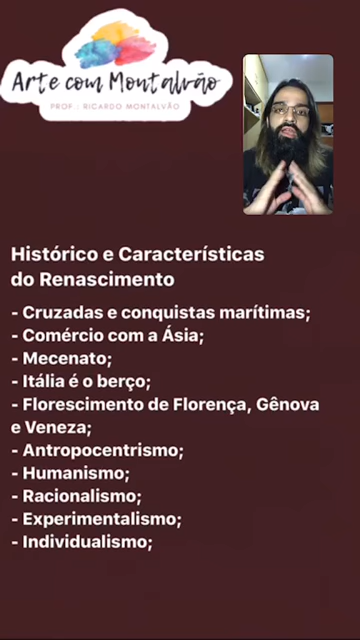 Arte com Montalvão
PROF : RICARDO MONTALVÃO
Histórico e Características
do Renascimento
- Cruzadas e conquistas marítimas;
- Comércio com a Ásia;
- Mecenato;
- Itália é o berço;
- Florescimento de Florença, Gênova
e Veneza;
- Antropocentrismo;
- Humanismo;
- Racionalismo;
- Experimentalismo;
- Individualismo;